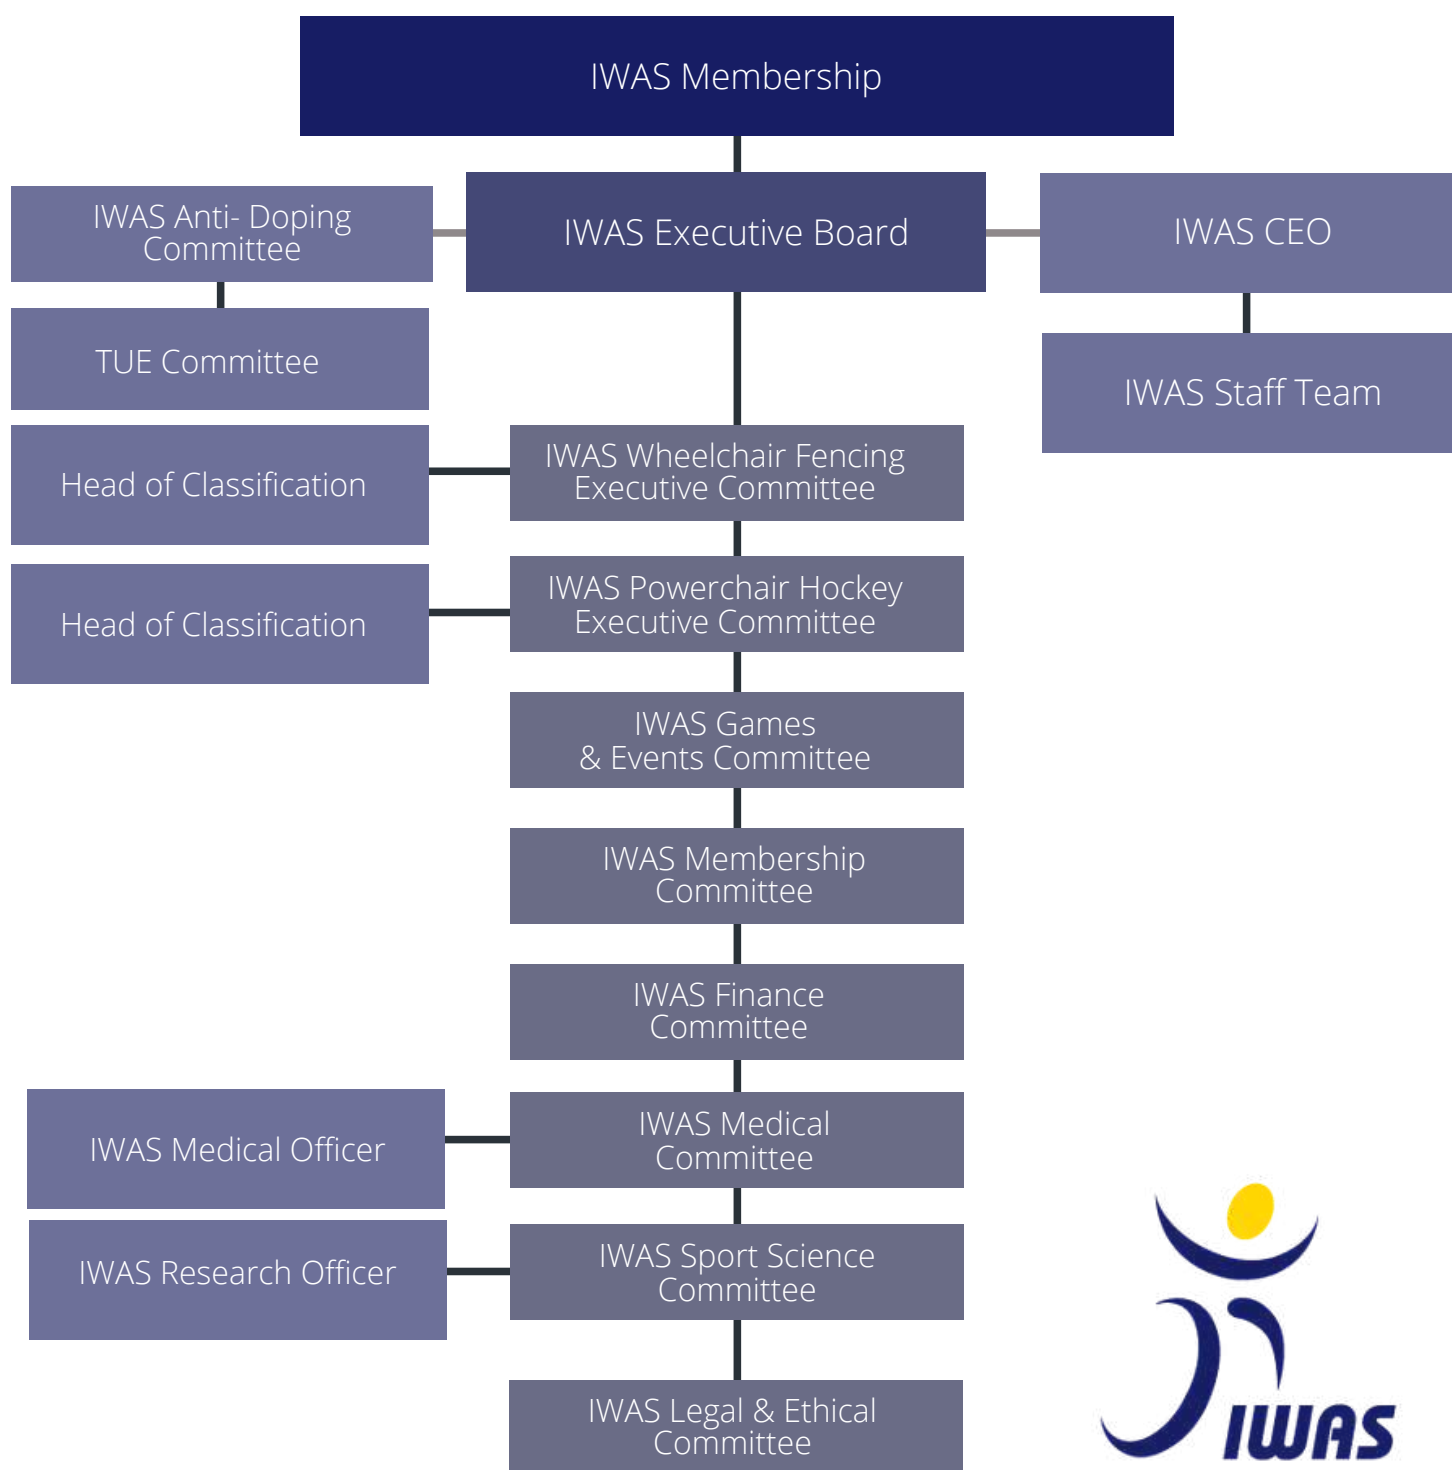 IWAS Membership
IWAS Anti- Doping
Committee
IWAS Executive Board
IWAS CEO
TUE Committee
IWAS Staff Team
Head of Classification
IWAS Wheelchair Fencing
Executive Committee
Head of Classification
IWAS Powerchair Hockey
Executive Committee
IWAS Games
& Events Committee
IWAS Membership
Committee
IWAS Finance
Committee
IWAS Medical Officer
IWAS Medical
Committee
IWAS Research Officer
IWAS Sport Science
Committee
IWAS Legal & Ethical
Committee
IWAS